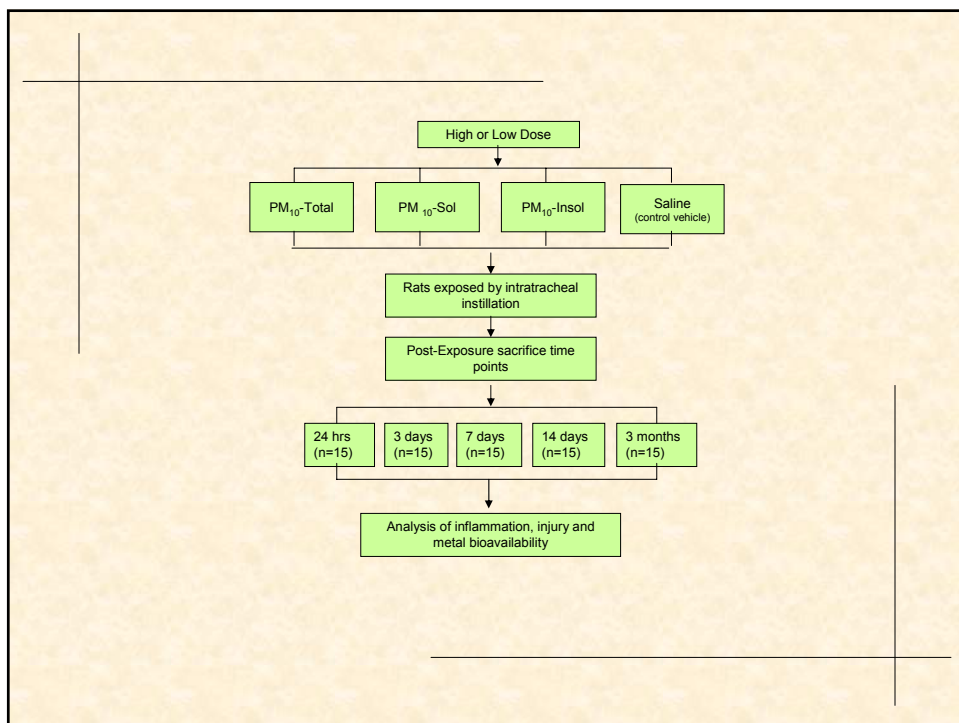 High or Low Dose
PM10-Total
PM 10-Sol
PM10-Insol
Saline
(control vehicle)
Rats exposed by intratracheal
instillation
Post-Exposure sacrifice time
points
24 hrs
(n=15)
3 days
(n=15)
7 days
(n=15)
14 days
(n=15)
3 months
(n=15)
Analysis of inflammation, injury and
metal bioavailability